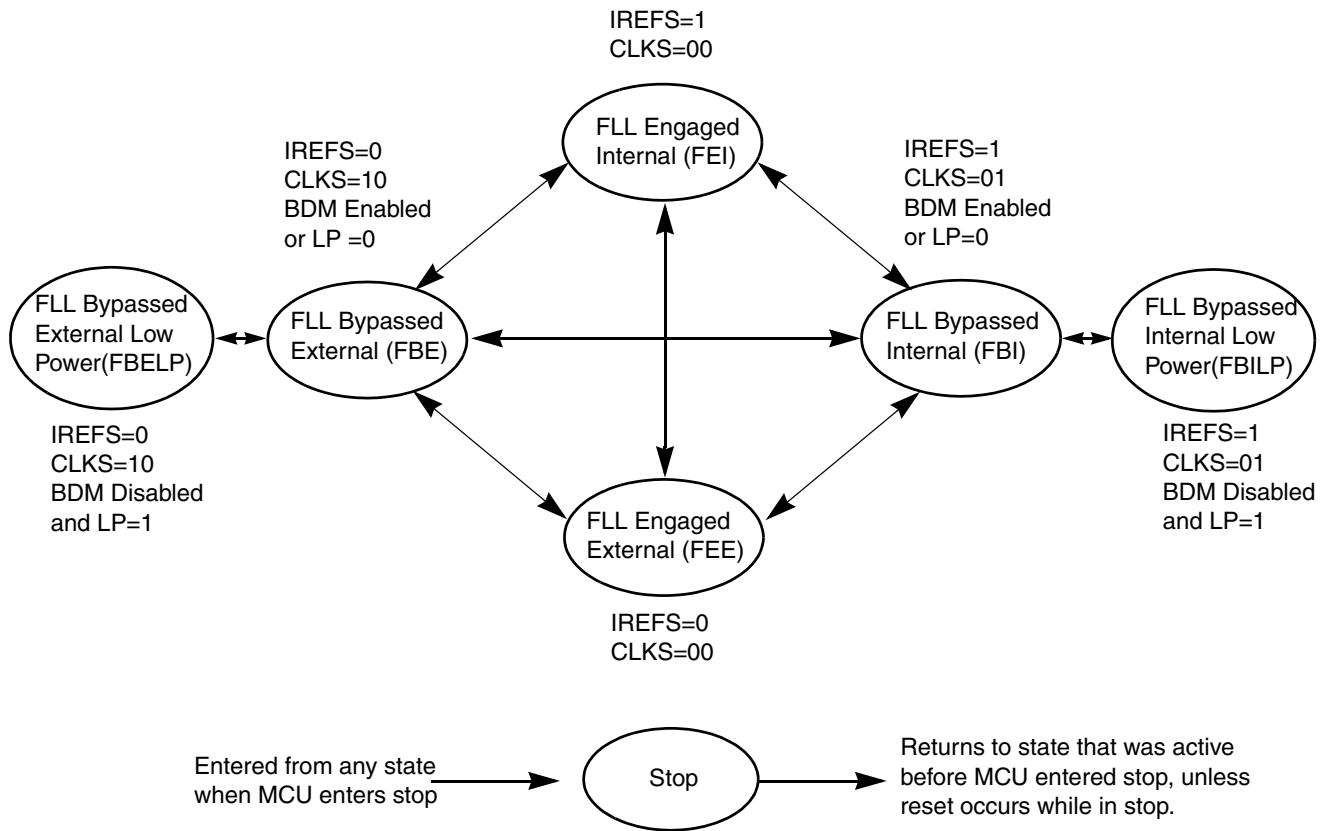 IREFS=1
CLKS=00
FLL Engaged
Internal (FEI)
IREFS=0
CLKS=10
BDM Enabled
or LP =0
IREFS=1
CLKS=01
BDM Enabled
or LP=0
FLL Bypassed
External Low
Power(FBELP)
FLL Bypassed
External (FBE)
FLL Bypassed
Internal (FBI)
FLL Bypassed
Internal Low
Power(FBILP)
IREFS=0
CLKS=10
BDM Disabled
and LP=1
IREFS=1
CLKS=01
BDM Disabled
and LP=1
FLL Engaged
External (FEE)
IREFS=0
CLKS=00
Entered from any state
when MCU enters stop
Stop
Returns to state that was active
before MCU entered stop, unless
reset occurs while in stop.